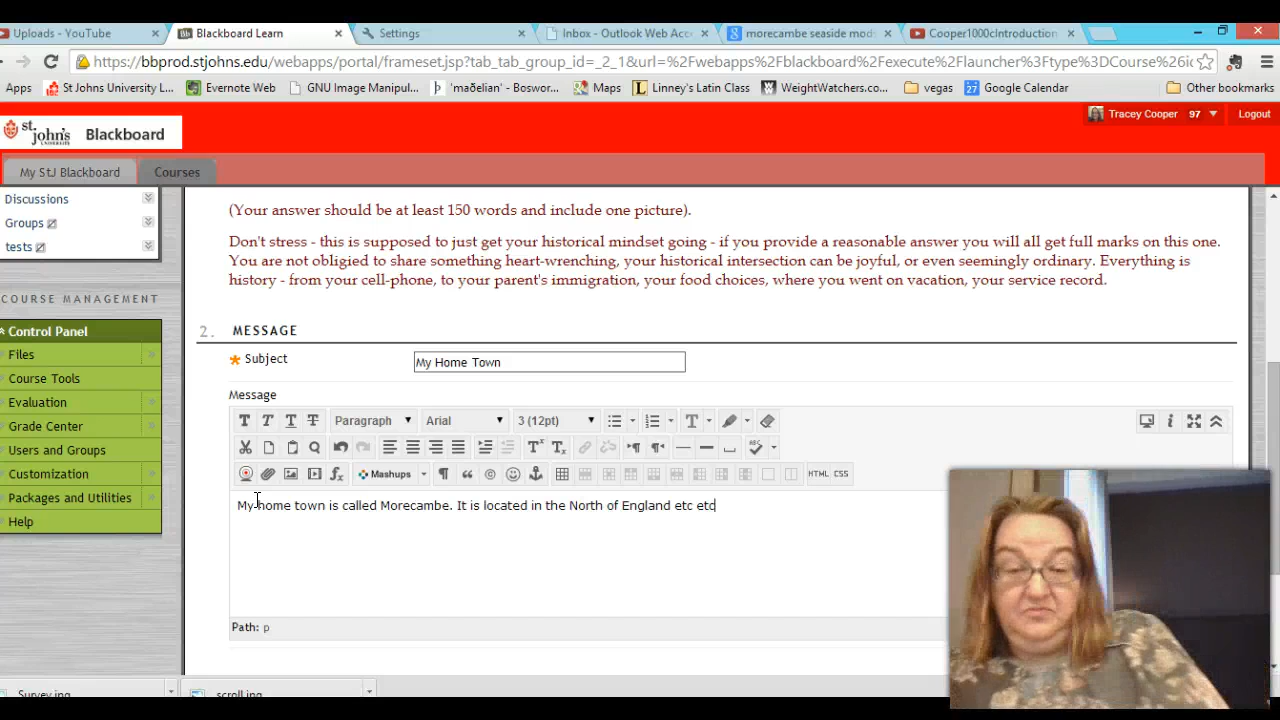 Uploads - YouTube
Blackboard Learn
Settings
Inbox - Outlook Web Acc
morecambe seaside mod
Cooper1000cIntroduction
https://bbprod.stjohns.edu/webapps/portal/frameset.jsp?tab_tab_group_id=_2_1&url=%2Fwebapps%2Fblackboard%2Fexecute%2Flauncher%3Ftype%3DCourse%26ic
Apps
St Johns University L...
Evernote Web
GNU Image Manipul...
'maðelian' - Boswor...
Maps
Linney's Latin Class
WeightWatchers.co...
vegas
Google Calendar
Other bookmarks
st john's Blackboard
Tracey Cooper 97
Logout
My StJ Blackboard
Courses
Discussions
Groups
tests
COURSE MANAGEMENT
Control Panel
Files
Course Tools
Evaluation
Grade Center
Users and Groups
Customization
Packages and Utilities
Help
(Your answer should be at least 150 words and include one picture).
Don't stress - this is supposed to just get your historical mindset going - if you provide a reasonable answer you will all get full marks on this one.
You are not obligied to share something heart-wrenching, your historical intersection can be joyful, or even seemingly ordinary. Everything is
history - from your cell-phone, to your parent's immigration, your food choices, where you went on vacation, your service record.
2. MESSAGE
Subject
My Home Town
Message
Paragraph
Arial
3 (12pt)
Mashups
HTML CSS
My home town is called Morecambe. It is located in the North of England etc etc
Path: p
Survey.jpg
scroll.jpg